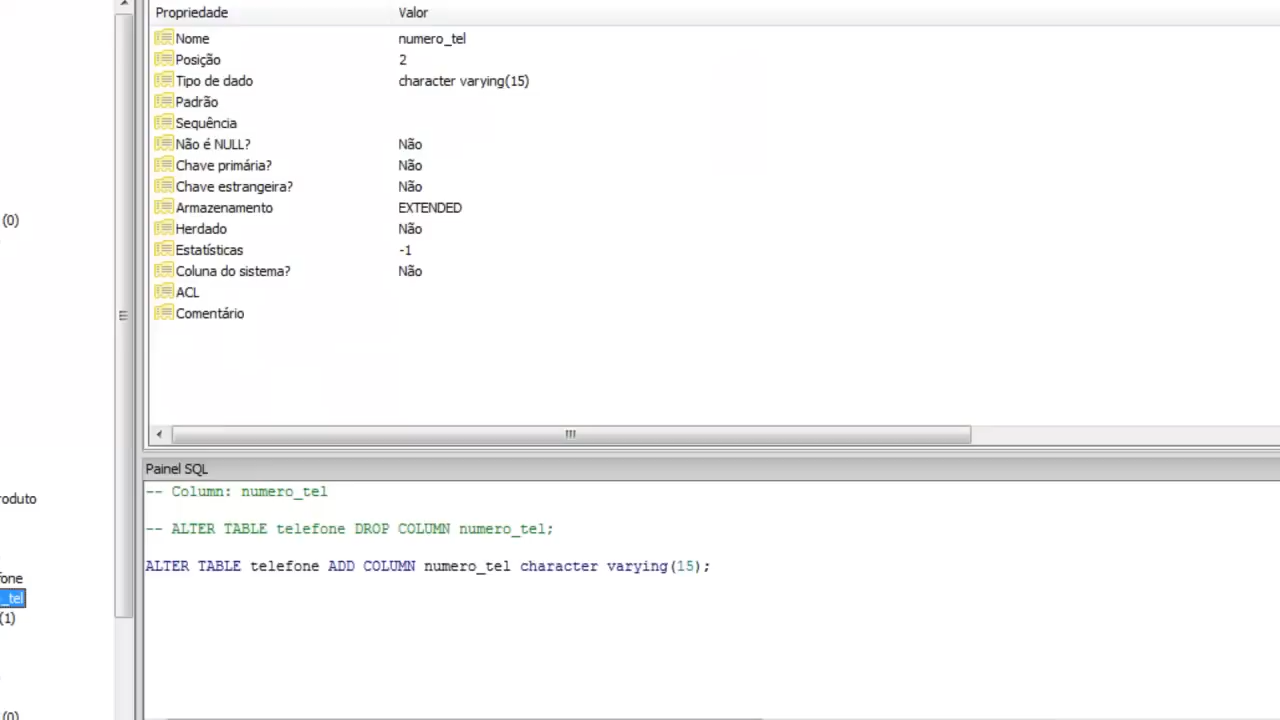 Propriedade Valor
Nome numero_tel
Posição 2
Tipo de dado character varying(15)
Padrão
Sequência
Não é NULL? Não
Chave primária? Não
Chave estrangeira? Não
Armazenamento EXTENDED
(0)
Herdado Não
Estatísticas -1
Coluna do sistema? Não
ACL
Comentário
Painel SQL
-- Column: numero_tel
roduto
-- ALTER TABLE telefone DROP COLUMN numero_tel;
ALTER TABLE telefone ADD COLUMN numero_tel character varying(15);
fone
_tel
(1)
(0)